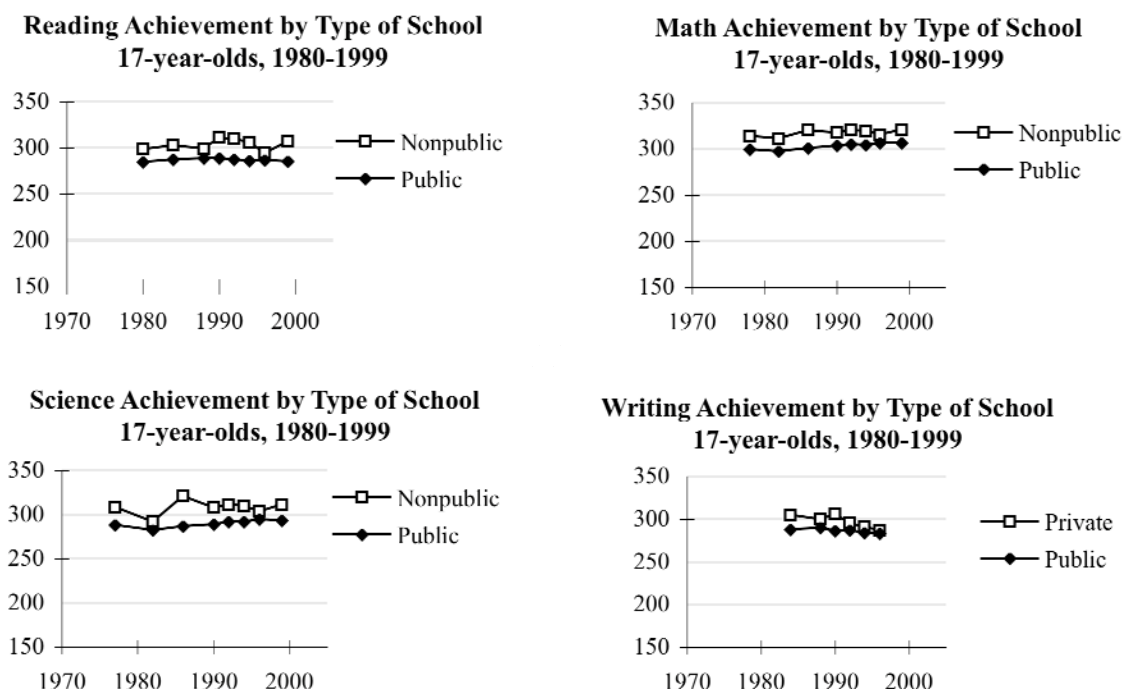 Reading Achievement by Type of School
17-year-olds, 1980-1999
350
300
250
200
150
1970 1980 1990 2000
Nonpublic
Public
Math Achievement by Type of School
17-year-olds, 1980-1999
350
300
250
200
150
1970 1980 1990 2000
Nonpublic
Public
Science Achievement by Type of School
17-year-olds, 1980-1999
350
300
250
200
150
1970 1980 1990 2000
Nonpublic
Public
Writing Achievement by Type of School
17-year-olds, 1980-1999
350
300
250
200
150
1970 1980 1990 2000
Private
Public